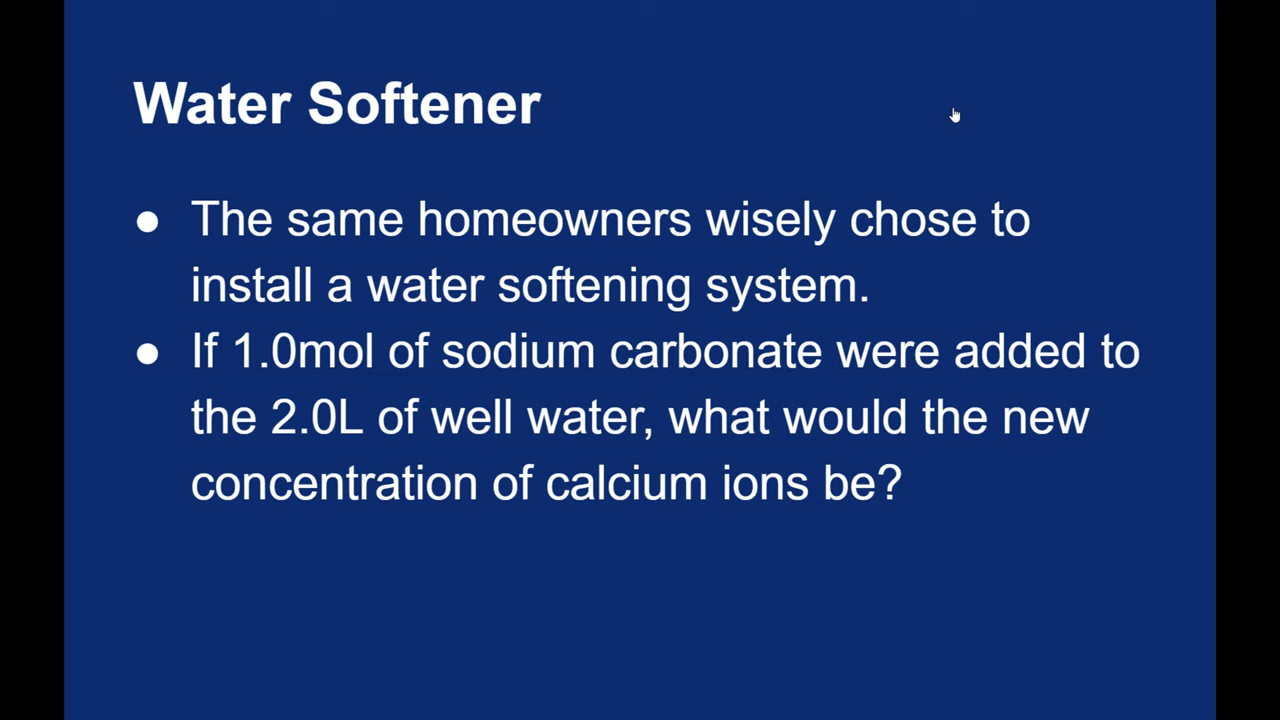 Water Softener
● The same homeowners wisely chose to
install a water softening system.
● If 1.0mol of sodium carbonate were added to
the 2.0L of well water, what would the new
concentration of calcium ions be?